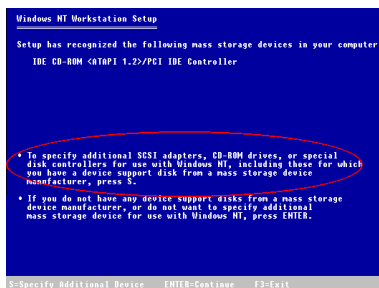 Windows NT Workstation Setup
Setup has recognized the following mass storage devices in your computer
IDE CD-ROM <ATAPI 1.2>/PCI IDE Controller
• To specify additional SCSI adapters, CD-ROM drives, or special
disk controllers for use with Windows NT, including those for which
you have a device support disk from a mass storage device
manufacturer, press S.
• If you do not have any device support disks from a mass storage
device manufacturer, or do not want to specify additional
mass storage device for use with Windows NT, press ENTER.
S=Specify Additional Device ENTER=Continue F3=Exit